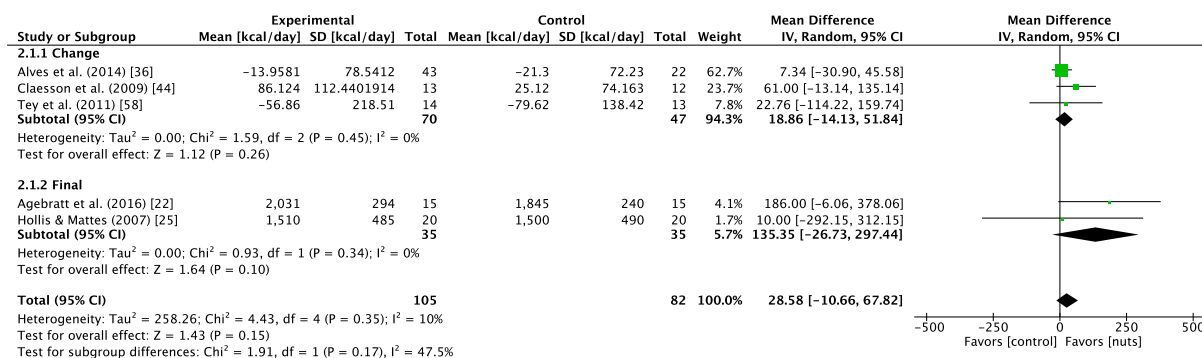 Experimental Control Mean Difference Mean Difference
Study or Subgroup Mean [kcal/day] SD [kcal/day] Total Mean [kcal/day] SD [kcal/day] Total Weight IV, Random, 95% CI IV, Random, 95% CI
2.1.1 Change
Alves et al. (2014) [36] −13.9581 78.5412 43 −21.3 72.23 22 62.7% 7.34 [−30.90, 45.58]
Claesson et al. (2009) [44] 86.124 112.4401914 13 25.12 74.163 12 23.7% 61.00 [−13.14, 135.14]
Tey et al. (2011) [58] −56.86 218.51 14 −79.62 138.42 13 7.8% 22.76 [−114.22, 159.74]
Subtotal (95% CI) 70 47 94.3% 18.86 [−14.13, 51.84]
Heterogeneity: Tau² = 0.00; Chi² = 1.59, df = 2 (P = 0.45); I² = 0%
Test for overall effect: Z = 1.12 (P = 0.26)
2.1.2 Final
Agebratt et al. (2016) [22] 2,031 294 15 1,845 240 15 4.1% 186.00 [−6.06, 378.06]
Hollis & Mattes (2007) [25] 1,510 485 20 1,500 490 20 1.7% 10.00 [−292.15, 312.15]
Subtotal (95% CI) 35 35 5.7% 135.35 [−26.73, 297.44]
Heterogeneity: Tau² = 0.00; Chi² = 0.93, df = 1 (P = 0.34); I² = 0%
Test for overall effect: Z = 1.64 (P = 0.10)
Total (95% CI) 105 82 100.0% 28.58 [−10.66, 67.82]
Heterogeneity: Tau² = 258.26; Chi² = 4.43, df = 4 (P = 0.35); I² = 10%
Test for overall effect: Z = 1.43 (P = 0.15)
Test for subgroup differences: Chi² = 1.91, df = 1 (P = 0.17), I² = 47.5%
−500 −250 0 250 500
Favors [control] Favors [nuts]